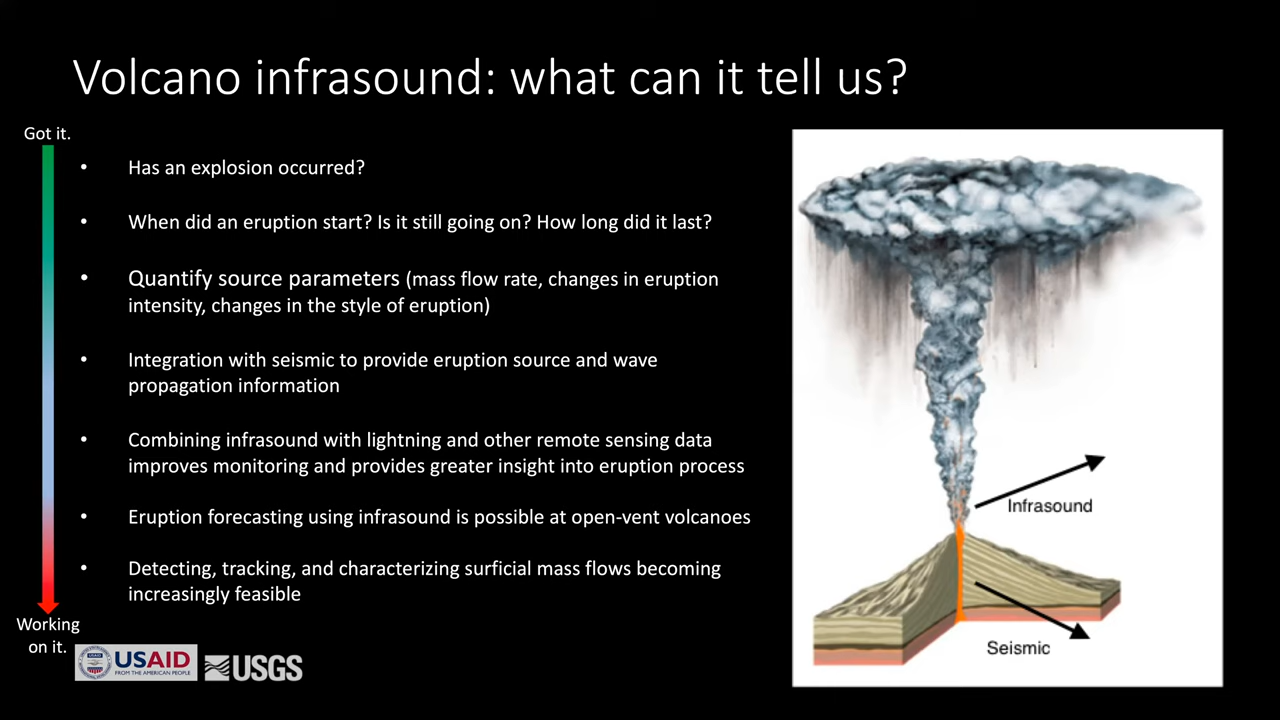 Volcano infrasound: what can it tell us?
Got it.
• Has an explosion occurred?
• When did an eruption start? Is it still going on? How long did it last?
• Quantify source parameters (mass flow rate, changes in eruption
intensity, changes in the style of eruption)
• Integration with seismic to provide eruption source and wave
propagation information
• Combining infrasound with lightning and other remote sensing data
improves monitoring and provides greater insight into eruption process
• Eruption forecasting using infrasound is possible at open-vent volcanoes
• Detecting, tracking, and characterizing surficial mass flows becoming
increasingly feasible
Working
on it.
Infrasound
Seismic
USAID
FROM THE AMERICAN PEOPLE
USGS